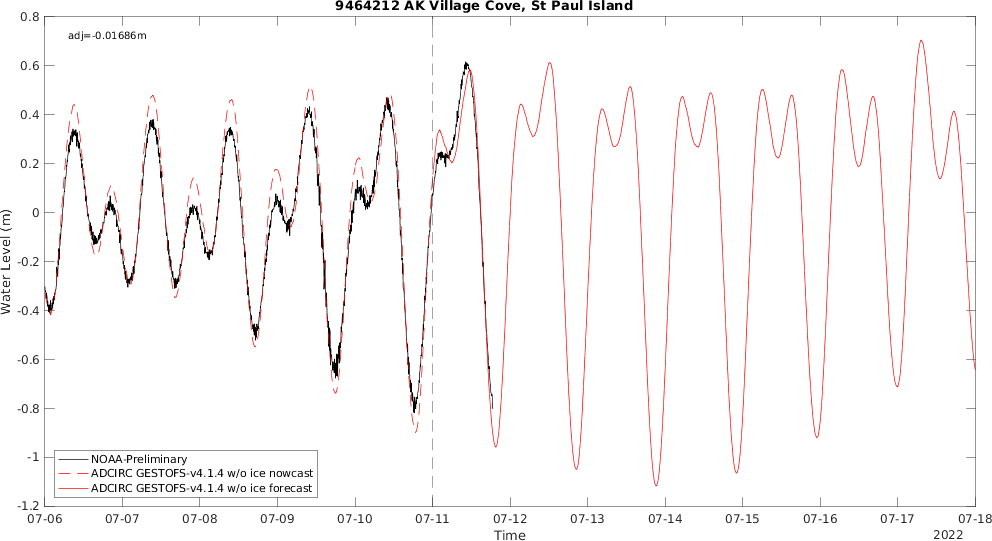 9464212 AK Village Cove, St Paul Island
adj=-0.01686m
Water Level (m)
0.8
0.6
0.4
0.2
0
-0.2
-0.4
-0.6
-0.8
-1
-1.2
NOAA-Preliminary
ADCIRC GESTOFS-v4.1.4 w/o ice nowcast
ADCIRC GESTOFS-v4.1.4 w/o ice forecast
07-06 07-07 07-08 07-09 07-10 07-11 07-12 07-13 07-14 07-15 07-16 07-17 07-18
Time
2022